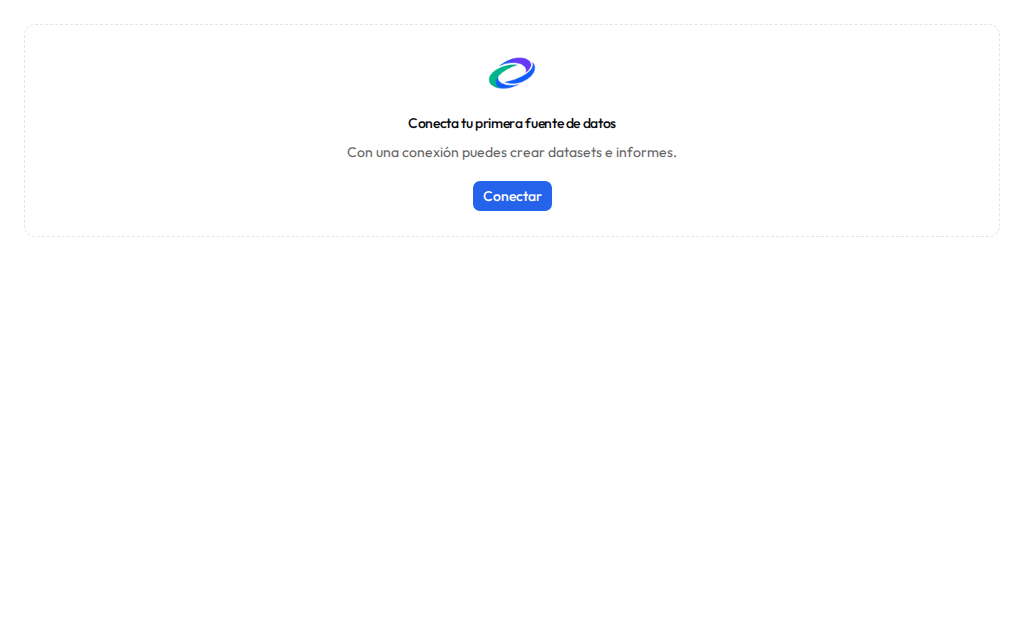 Conecta tu primera fuente de datos
Con una conexión puedes crear datasets e informes.
Conectar